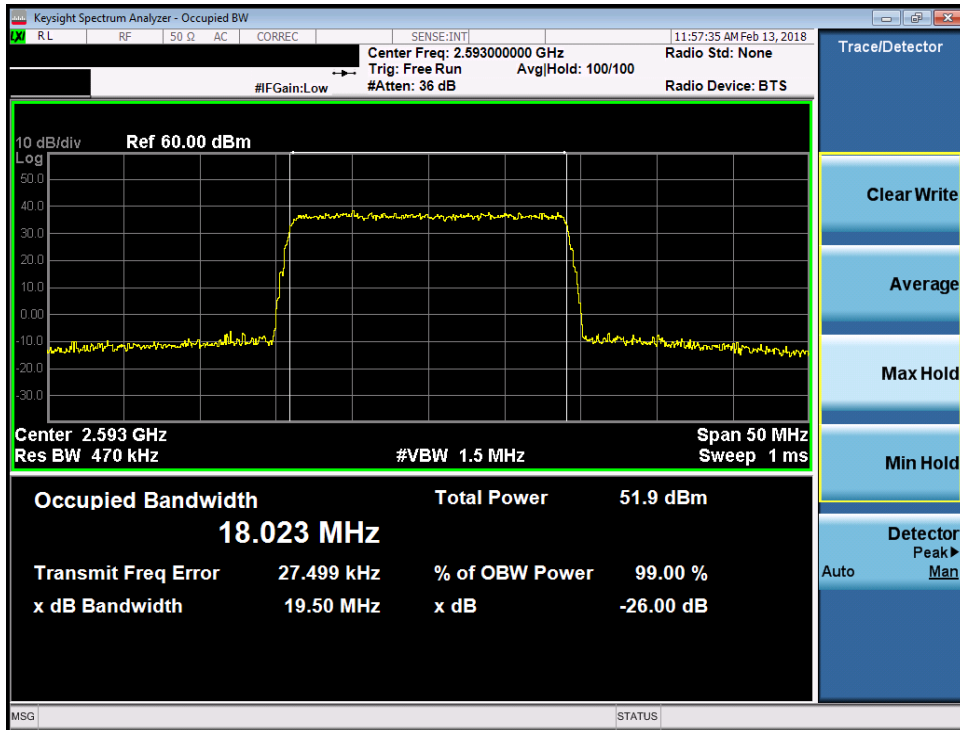 Keysight Spectrum Analyzer - Occupied BW
LXI RL RF 50 Ω AC CORREC SENSE:INT 11:57:35 AM Feb 13, 2018
Center Freq: 2.593000000 GHz Radio Std: None
Trig: Free Run Avg|Hold: 100/100
#IFGain:Low #Atten: 36 dB Radio Device: BTS
Trace/Detector
10 dB/div Ref 60.00 dBm
Log
50.0
40.0
30.0
20.0
10.0
0.00
-10.0
-20.0
-30.0
Center 2.593 GHz Span 50 MHz
Res BW 470 kHz #VBW 1.5 MHz Sweep 1 ms
Occupied Bandwidth Total Power 51.9 dBm
18.023 MHz
Transmit Freq Error 27.499 kHz % of OBW Power 99.00 %
x dB Bandwidth 19.50 MHz x dB -26.00 dB
Clear Write
Average
Max Hold
Min Hold
Detector
Peak▶
Auto Man
MSG STATUS